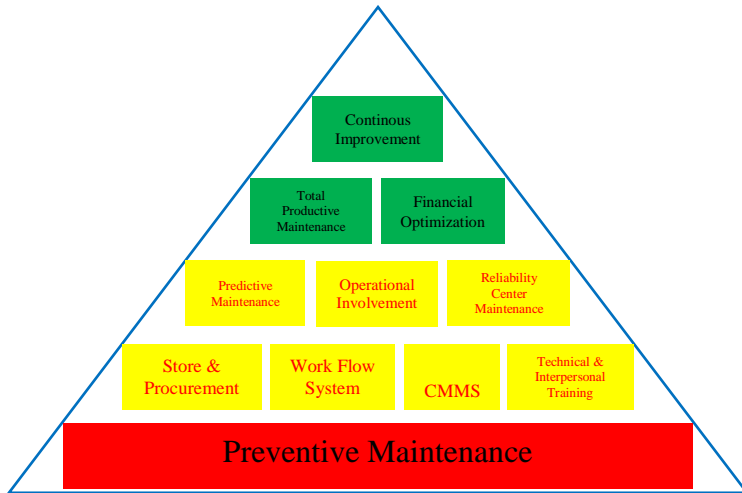 Continous
Improvement
Total
Productive
Maintenance
Financial
Optimization
Predictive
Maintenance
Operational
Involvement
Reliability
Center
Maintenance
Store &
Procurement
Work Flow
System
CMMS
Technical &
Interpersonal
Training
Preventive Maintenance